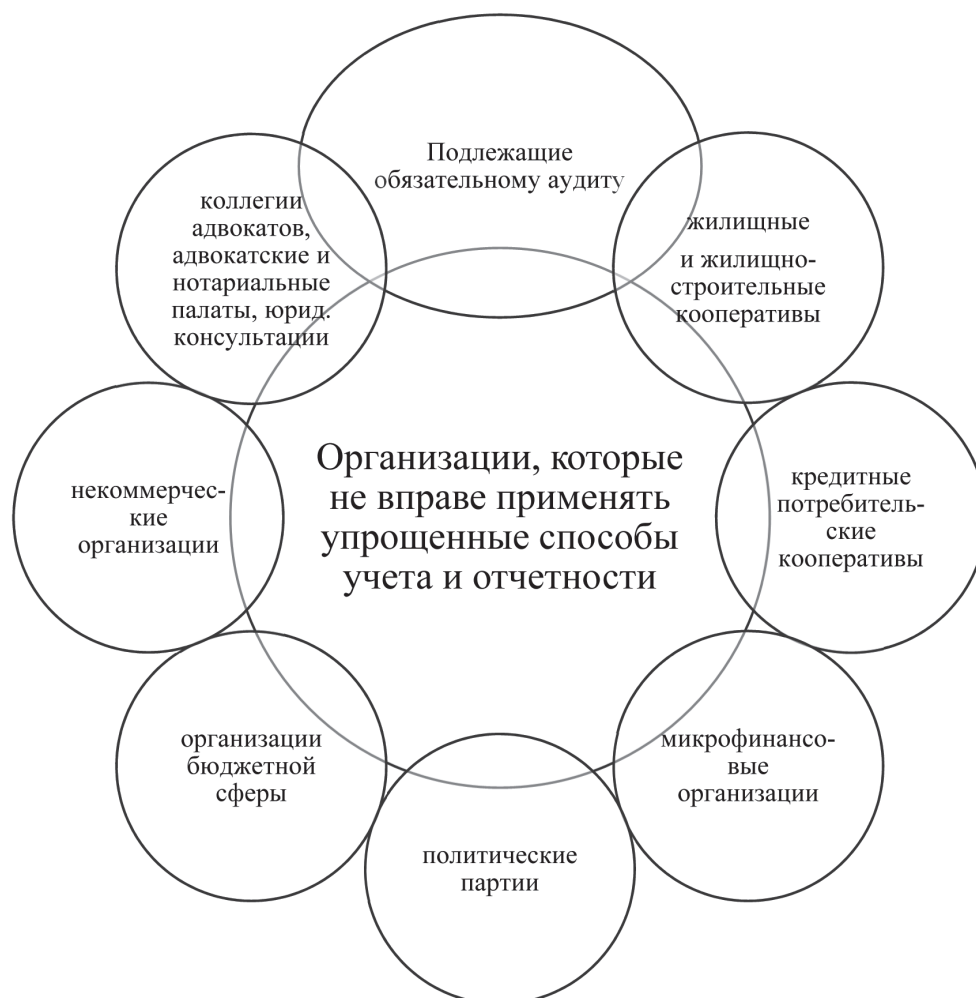 Подлежащие
обязательному аудиту
жилищные
и жилищно-
строительные
кооперативы
кредитные
потребитель-
ские
кооперативы
микрофинансо-
вые
организации
политические
партии
организации
бюджетной
сферы
некоммерчес-
кие
организации
коллегии
адвокатов,
адвокатские и
нотариальные
палаты, юрид.
консультации
Организации, которые
не вправе применять
упрощенные способы
учета и отчетности